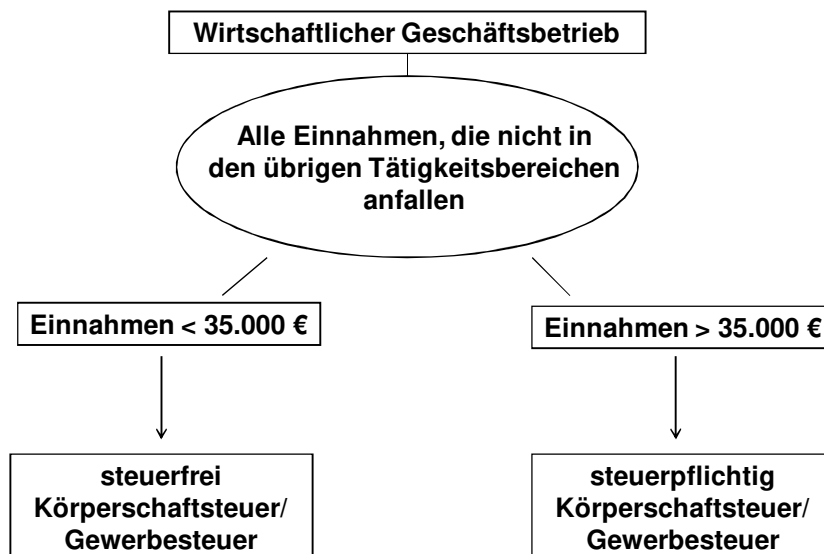 Wirtschaftlicher Geschäftsbetrieb
Alle Einnahmen, die nicht in
den übrigen Tätigkeitsbereichen
anfallen
Einnahmen < 35.000 €
Einnahmen > 35.000 €
steuerfrei
Körperschaftsteuer/
Gewerbesteuer
steuerpflichtig
Körperschaftsteuer/
Gewerbesteuer